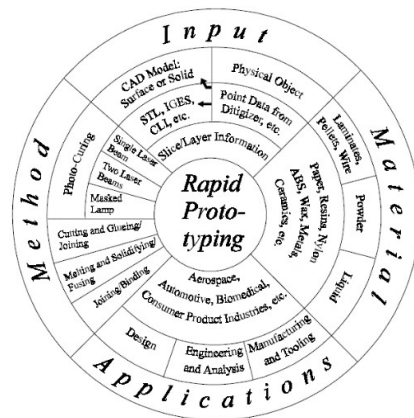 Input
CAD Model:
Surface or Solid
Physical Object
STL, IGES,
CLI, etc.
Point Data from
Ditigizer, etc.
Slice/Layer Information
Method
Photo-Curing
Single Laser
Beam
Two Laser
Beams
Masked
Lamp
Cutting and Glueing/
Joining
Melting and Solidifying/
Fusing
Joining/Binding
Rapid
Proto-
typing
Material
Laminates,
Pellets, Wire
Powder
Liquid
Paper, Resins, Nylon
ABS, Wax, Metals,
Ceramics, etc
Aerospace,
Automotive, Biomedical,
Consumer Product Industries, etc.
Design
Engineering
and Analysis
Manufacturing
and Tooling
Applications